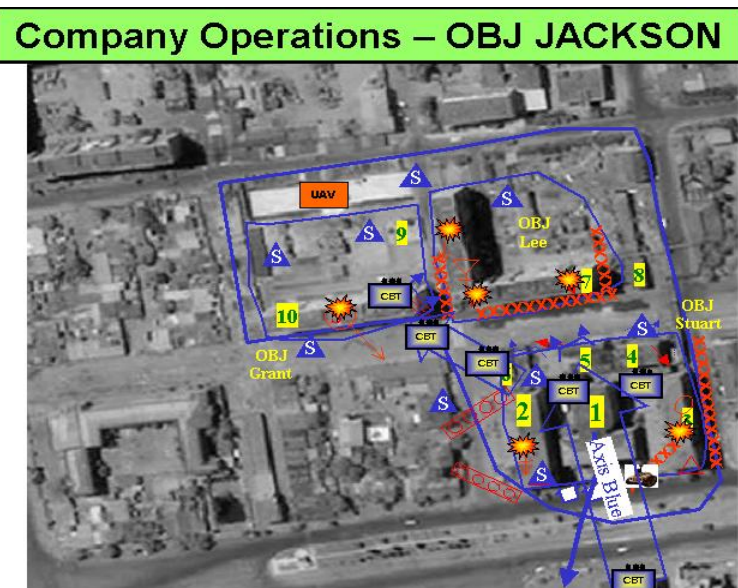 Company Operations – OBJ JACKSON
UAV
S
S
S
9
S
OBJ
Lee
7
8
CBT
10
OBJ
Grant
S
CBT
OBJ
Stuart
S
CBT
5
4
S
CBT
CBT
S
2
1
3
S
Axis Blue
CBT
XXXXXXXXXXXX